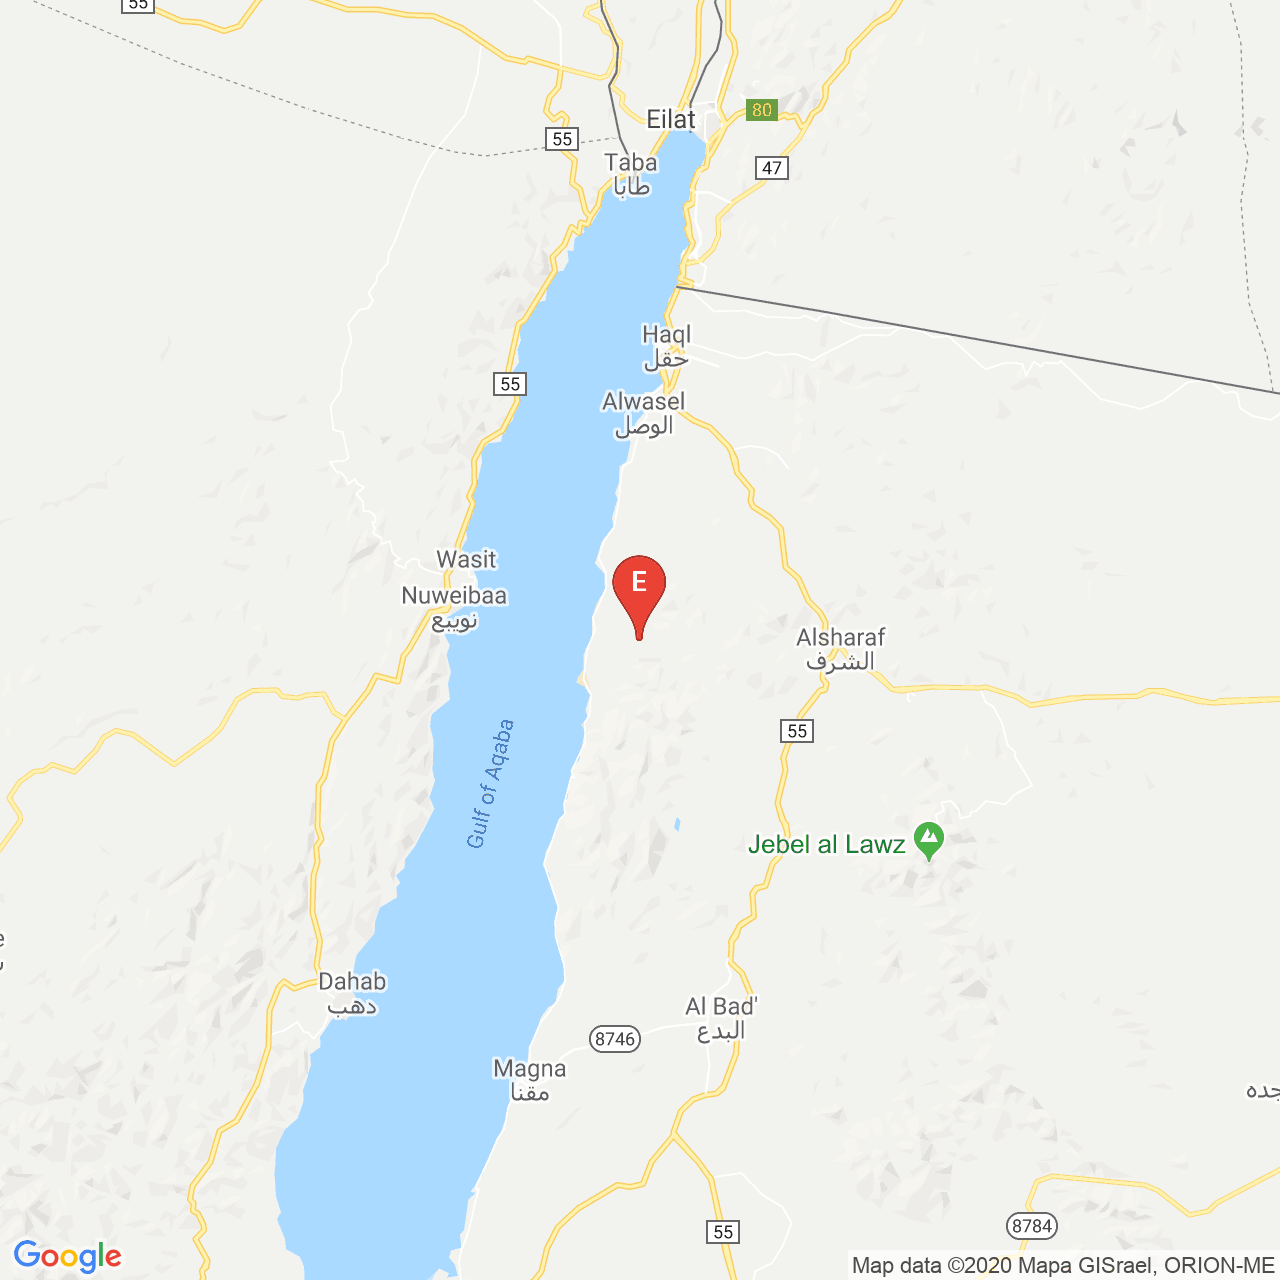 55
Eilat
80
55
Taba
طابا
47
Haql
حقل
55
Alwasel
الوصل
Wasit
Nuweibaa
نويبع
E
Alsharaf
الشرف
55
Gulf of Aqaba
Jebel al Lawz
Dahab
دهب
Al Bad'
البدع
8746
Magna
مقنا
8784
55
Google
Map data ©2020 Mapa GISrael, ORION-ME